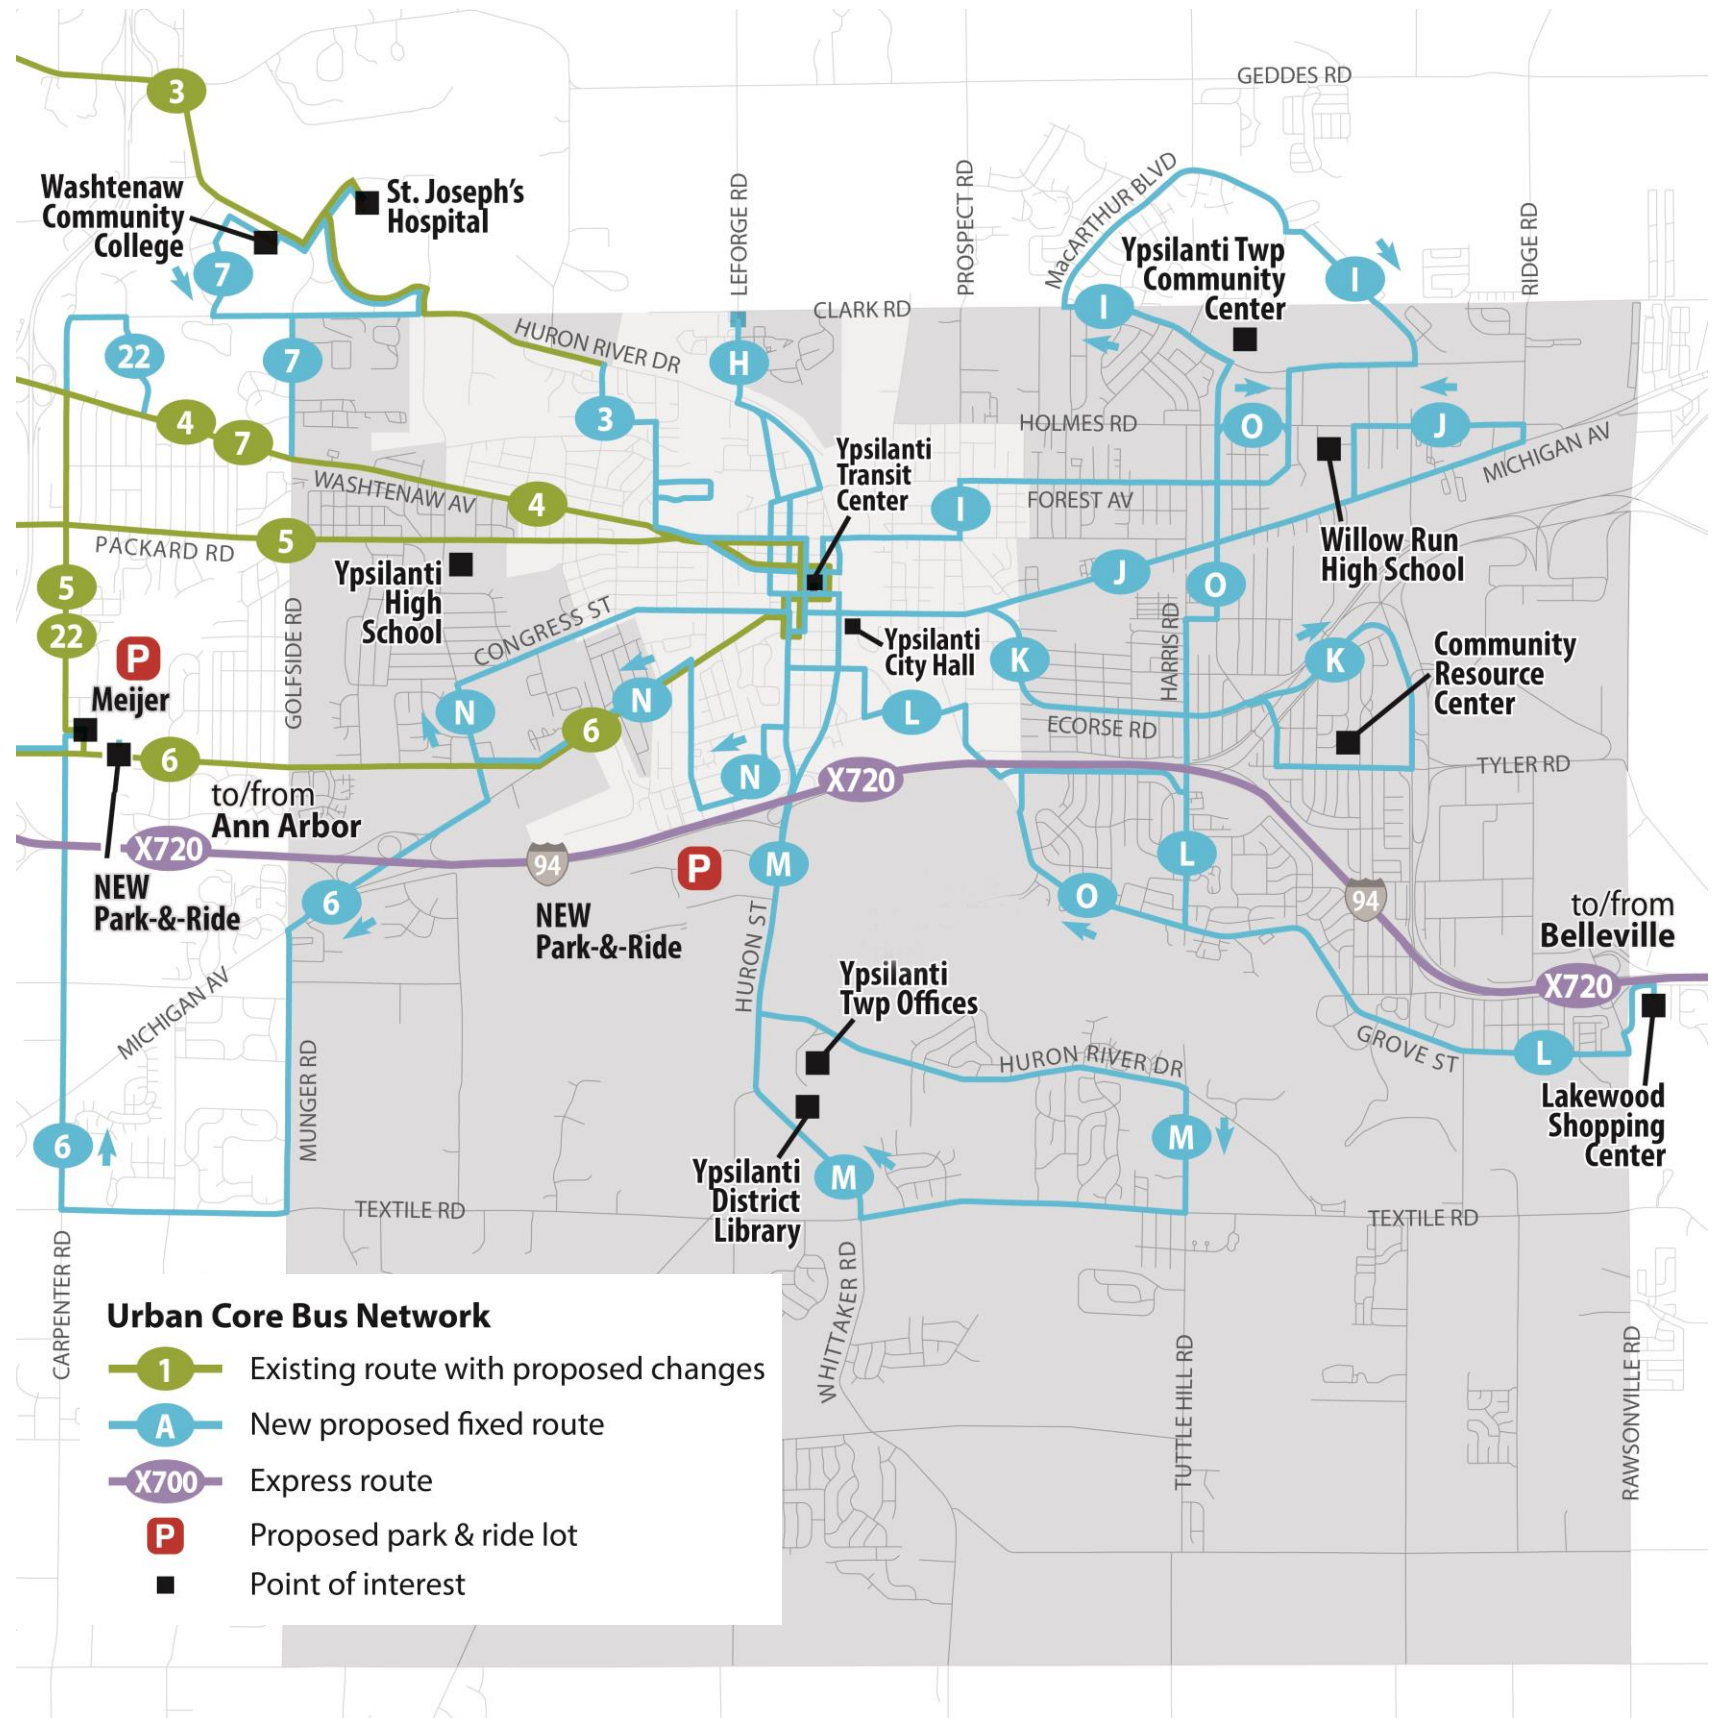 GEDDES RD
3
Washtenaw
Community
College
St. Joseph's
Hospital
LEFORGE RD
PROSPECT RD
MacARTHUR BLVD
RIDGE RD
Ypsilanti Twp
Community
Center
7
I
I
CLARK RD
HURON RIVER DR
22
7
H
3
4
7
HOLMES RD
O
J
MICHIGAN AV
Ypsilanti
Transit
Center
WASHTENAW AV
4
I
FOREST AV
5
PACKARD RD
Willow Run
High School
Ypsilanti
High
School
J
O
5
22
P
Meijer
GOLFSIDE RD
CONGRESS ST
Ypsilanti
City Hall
HARRIS RD
K
K
Community
Resource
Center
N
N
L
6
ECORSE RD
6
N
X720
TYLER RD
to/from
Ann Arbor
X720
94
P
M
L
NEW
Park-&-Ride
6
NEW
Park-&-Ride
O
94
to/from
Belleville
X720
HURON ST
MICHIGAN AV
Ypsilanti
Twp Offices
HURON RIVER DR
GROVE ST
L
MUNGER RD
Lakewood
Shopping
Center
6
M
M
Ypsilanti
District
Library
TEXTILE RD
TEXTILE RD
CARPENTER RD
WHITTAKER RD
TUTTLE HILL RD
RAWSONVILLE RD
Urban Core Bus Network
1 Existing route with proposed changes
A New proposed fixed route
X700 Express route
P Proposed park & ride lot
Point of interest